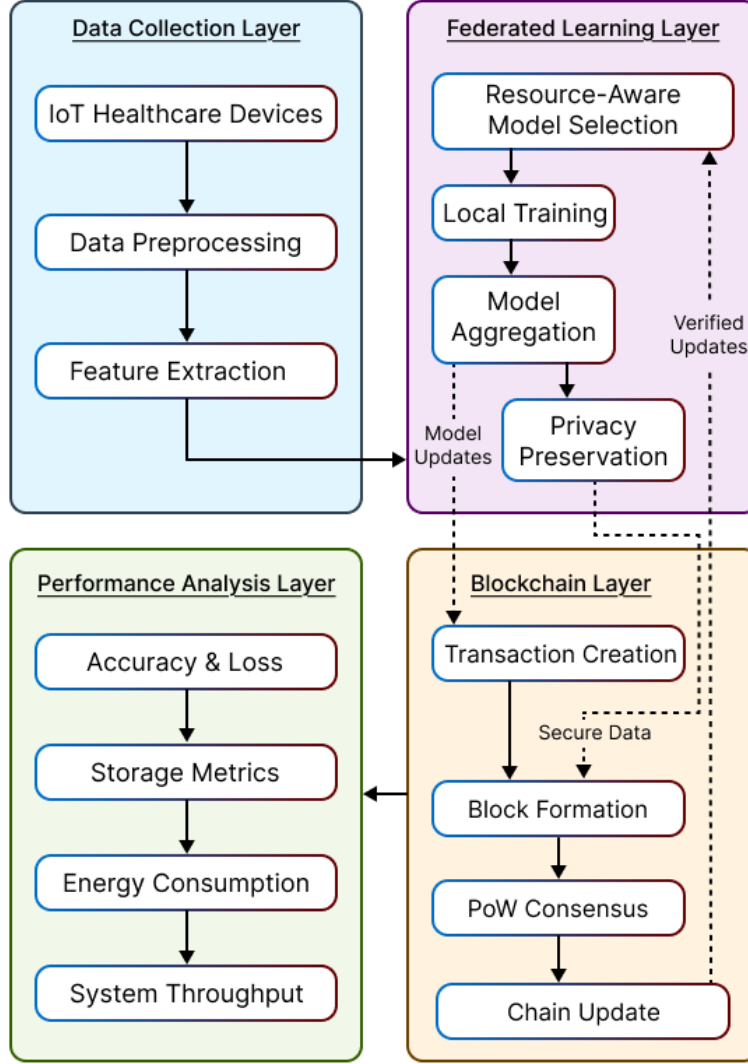 Data Collection Layer
IoT Healthcare Devices
Data Preprocessing
Feature Extraction
Federated Learning Layer
Resource-Aware
Model Selection
Local Training
Model
Aggregation
Privacy
Preservation
Model
Updates
Verified
Updates
Performance Analysis Layer
Accuracy & Loss
Storage Metrics
Energy Consumption
System Throughput
Blockchain Layer
Transaction Creation
Secure Data
Block Formation
PoW Consensus
Chain Update